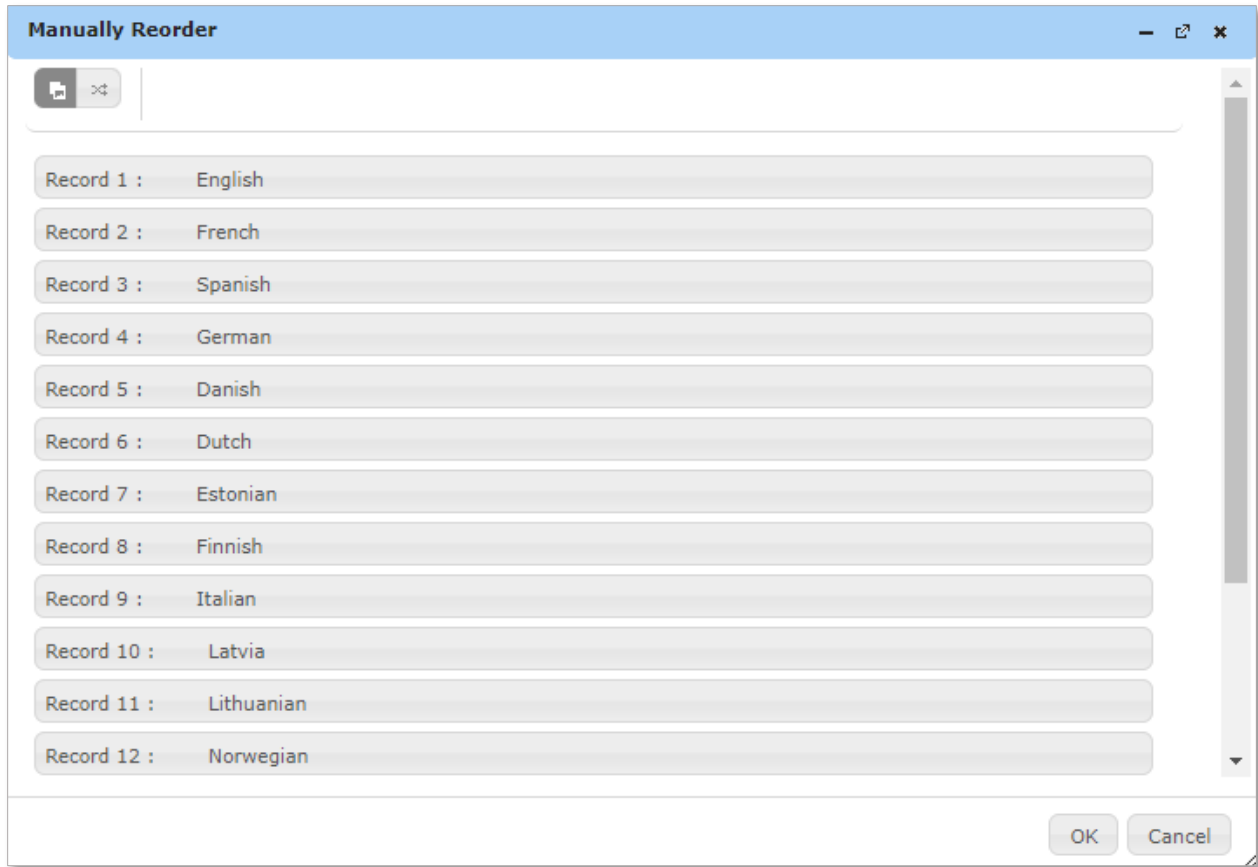 Manually Reorder
Record 1 : English
Record 2 : French
Record 3 : Spanish
Record 4 : German
Record 5 : Danish
Record 6 : Dutch
Record 7 : Estonian
Record 8 : Finnish
Record 9 : Italian
Record 10 : Latvia
Record 11 : Lithuanian
Record 12 : Norwegian
OK Cancel